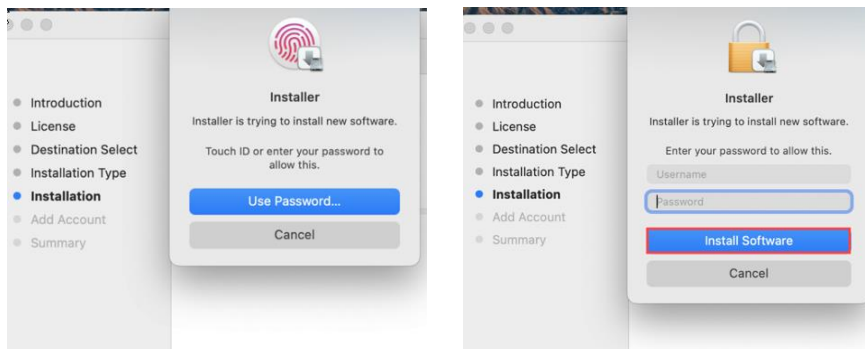 Introduction
License
Destination Select
Installation Type
Installation
Add Account
Summary
Installer
Installer is trying to install new software.
Touch ID or enter your password to
allow this.
Use Password...
Cancel
Introduction
License
Destination Select
Installation Type
Installation
Add Account
Summary
Installer
Installer is trying to install new software.
Enter your password to allow this.
Username
Password
Install Software
Cancel